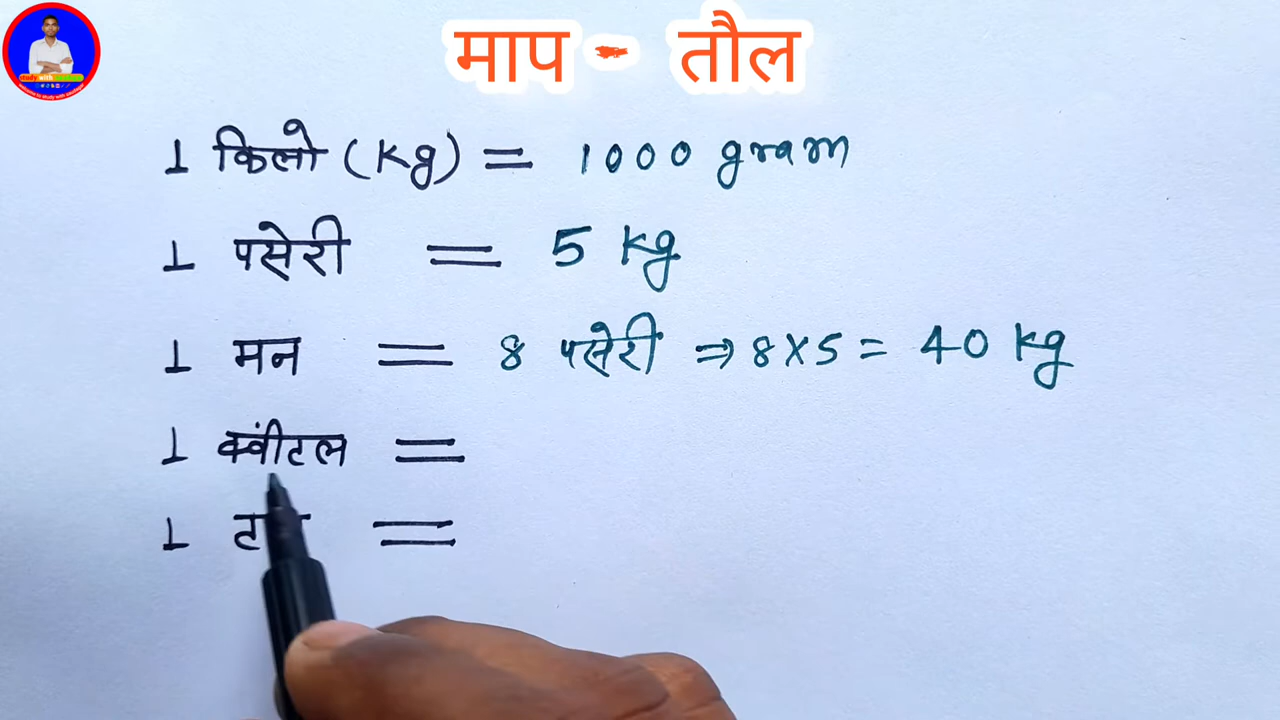 माप - तौल
1 किलो (kg) = 1000 gram
1 पसेरी = 5 kg
1 मन = 8 पसेरी ⇒ 8 × 5 = 40 kg
1 क्वींटल =
1 =